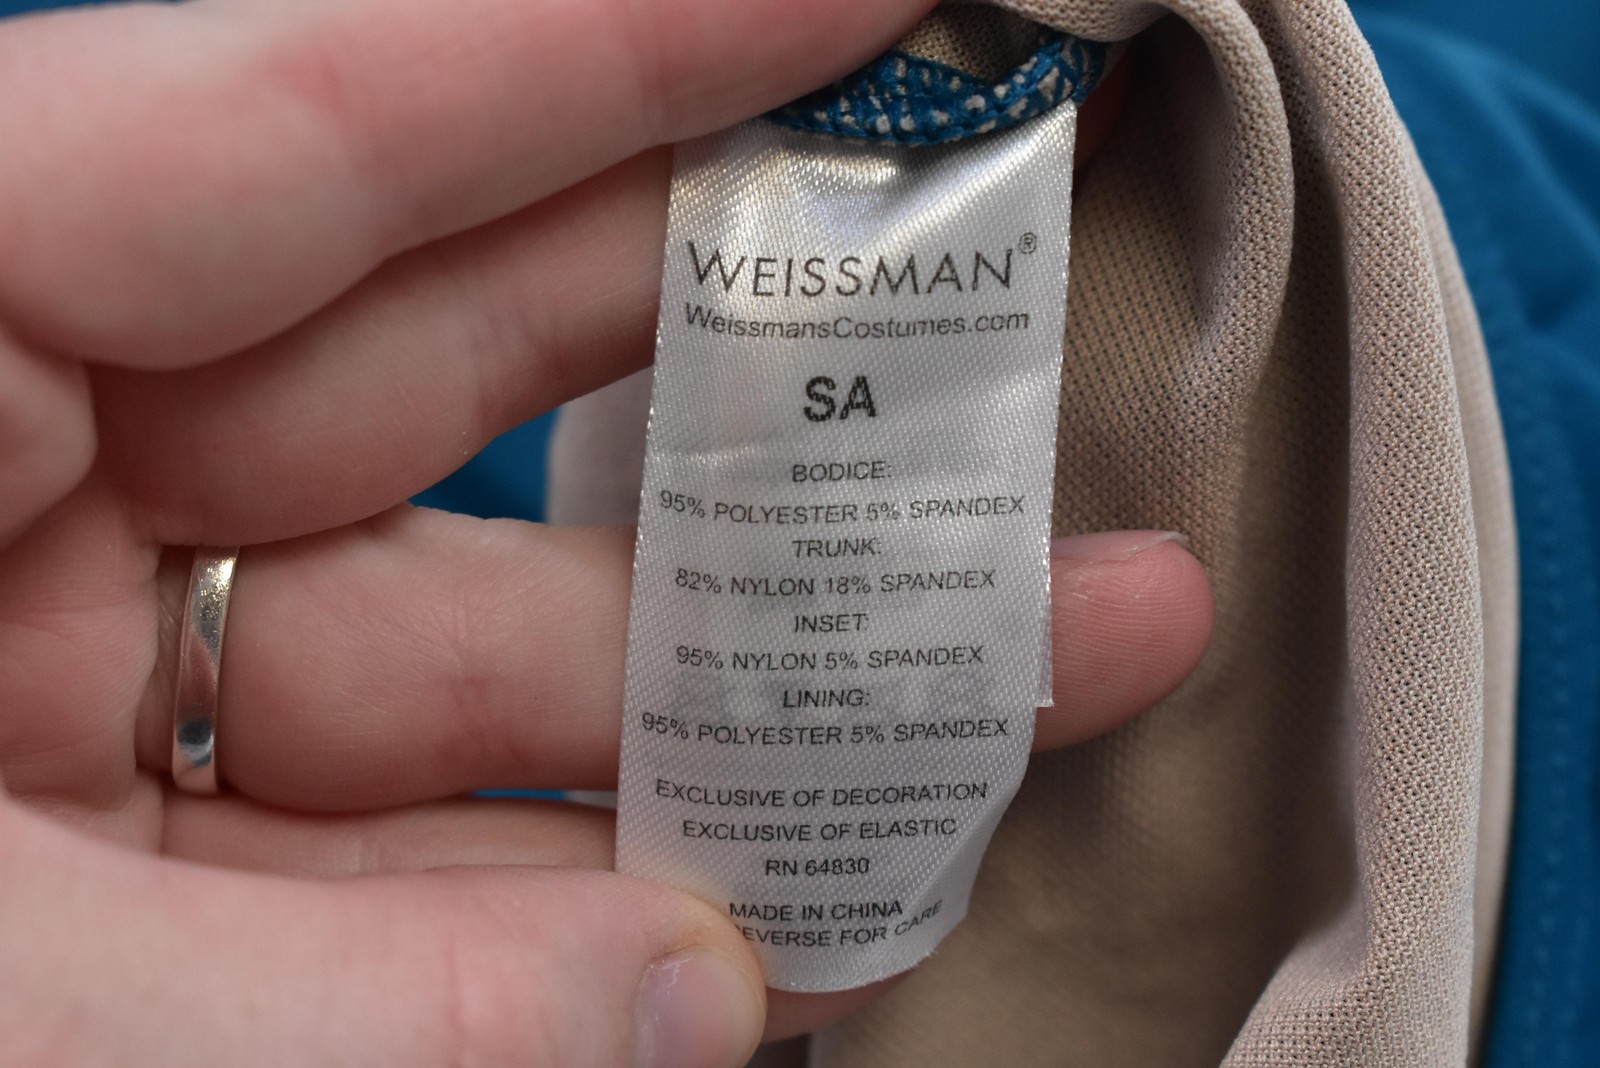 WEISSMAN®
WeissmansCostumes.com
SA
BODICE:
95% POLYESTER 5% SPANDEX
TRUNK:
82% NYLON 18% SPANDEX
INSET:
95% NYLON 5% SPANDEX
LINING:
95% POLYESTER 5% SPANDEX
EXCLUSIVE OF DECORATION
EXCLUSIVE OF ELASTIC
RN 64830
MADE IN CHINA
EVERSE FOR CARE